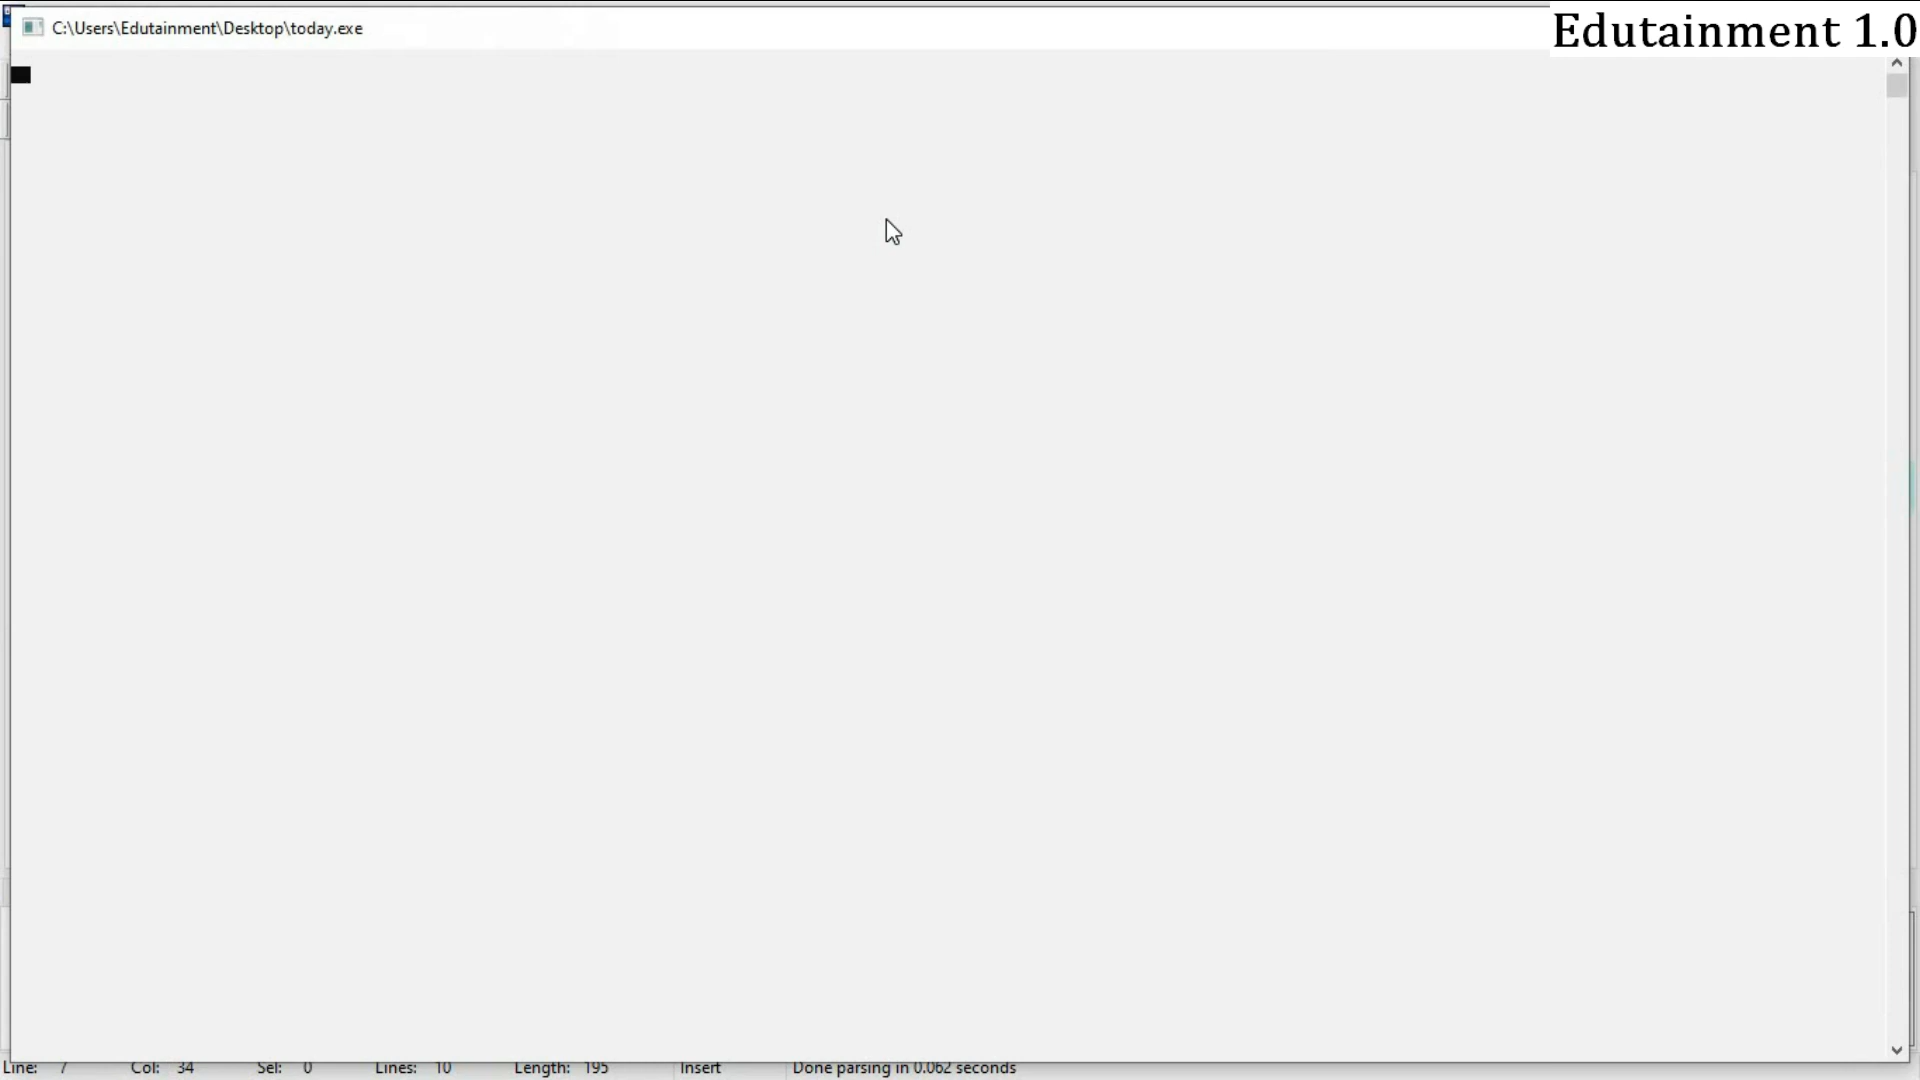 C:\Users\Edutainment\Desktop\today.exe
Edutainment 1.0
Line: 7 Col: 34 Sel: 0 Lines: 10 Length: 195 Insert Done parsing in 0.062 seconds